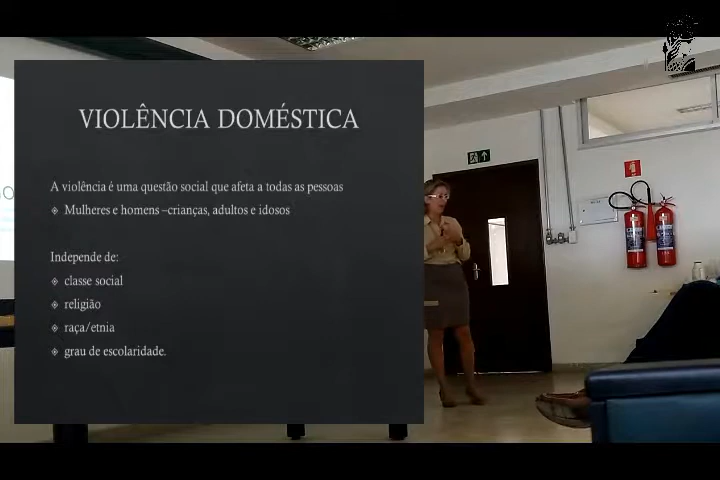 VIOLÊNCIA DOMÉSTICA
A violência é uma questão social que afeta a todas as pessoas
Mulheres e homens –crianças, adultos e idosos
Independe de:
classe social
religião
raça/etnia
grau de escolaridade.